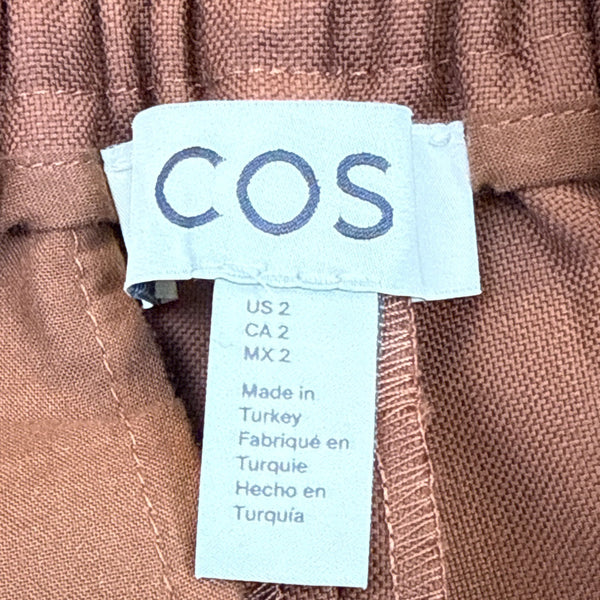 COS
US 2
CA 2
MX 2
Made in
Turkey
Fabriqué en
Turquie
Hecho en
Turquía